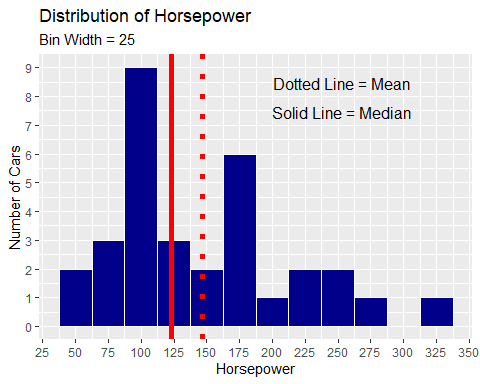 Distribution of Horsepower
Bin Width = 25
Dotted Line = Mean
Solid Line = Median
Number of Cars
9
8
7
6
5
4
3
2
1
0
25 50 75 100 125 150 175 200 225 250 275 300 325 350
Horsepower